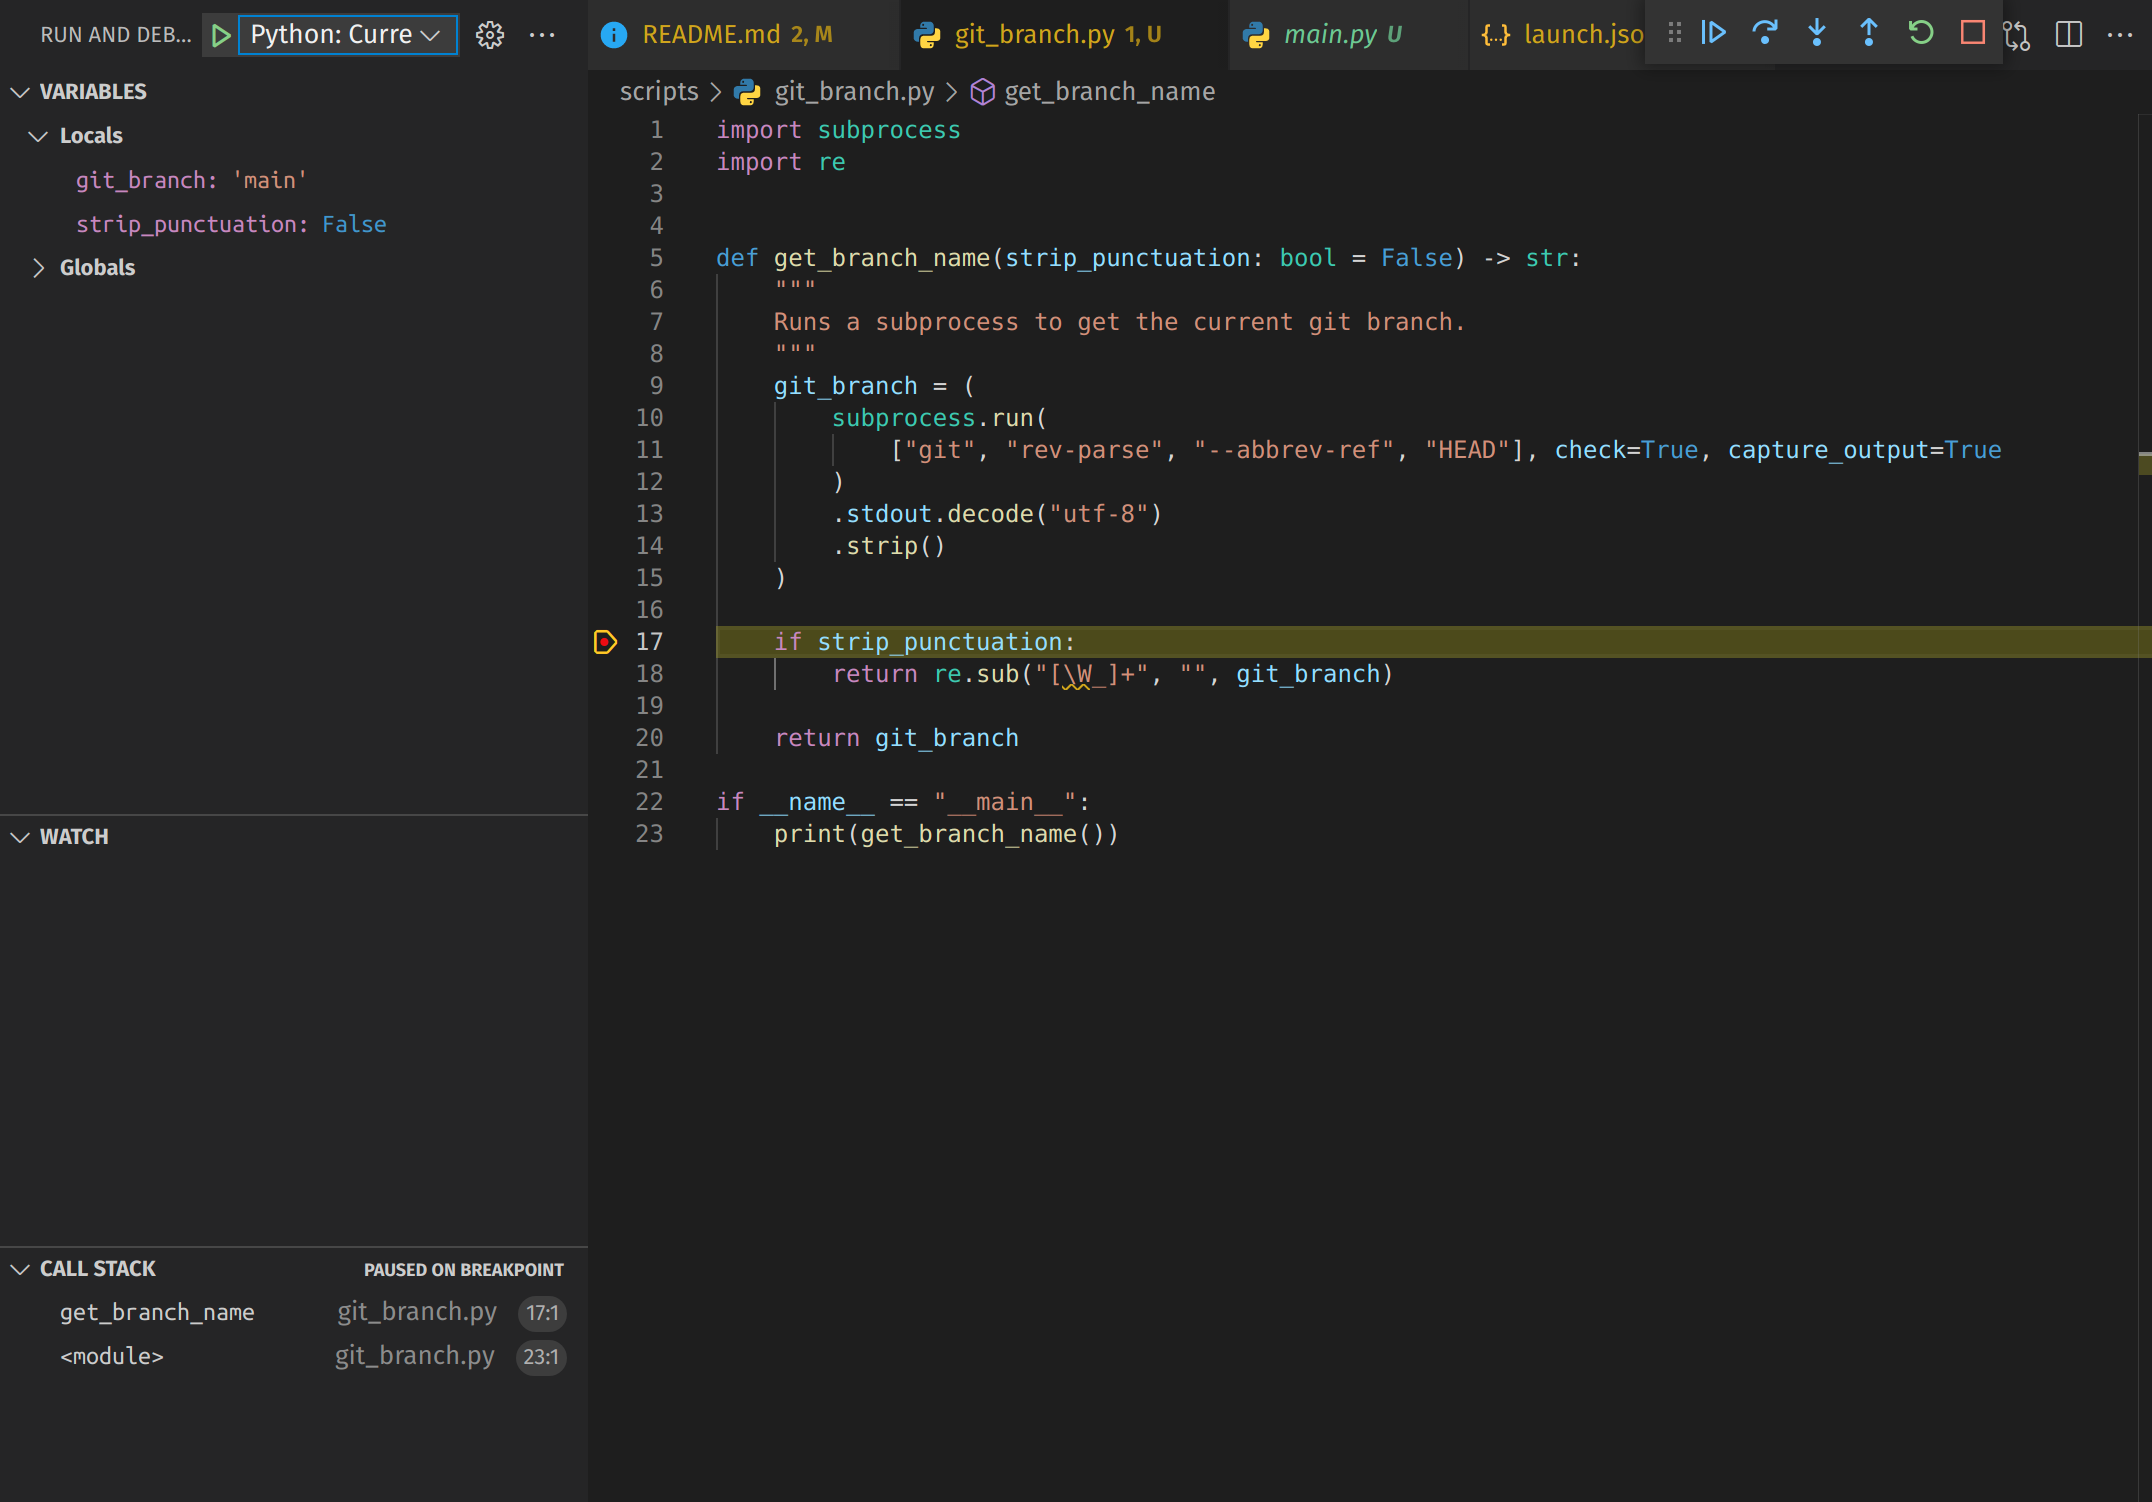 RUN AND DEB... Python: Curre
VARIABLES
Locals
git_branch: 'main'
strip_punctuation: False
Globals
WATCH
CALL STACK PAUSED ON BREAKPOINT
get_branch_name git_branch.py 17:1
<module> git_branch.py 23:1
README.md 2, M git_branch.py 1, U main.py U {..} launch.jso
scripts > git_branch.py > get_branch_name
1 import subprocess
2 import re
3
4
5 def get_branch_name(strip_punctuation: bool = False) -> str:
6 """
7 Runs a subprocess to get the current git branch.
8 """
9 git_branch = (
10 subprocess.run(
11 ["git", "rev-parse", "--abbrev-ref", "HEAD"], check=True, capture_output=True
12 )
13 .stdout.decode("utf-8")
14 .strip()
15 )
16
17 if strip_punctuation:
18 return re.sub("[\W_]+", "", git_branch)
19
20 return git_branch
21
22 if __name__ == "__main__":
23 print(get_branch_name())